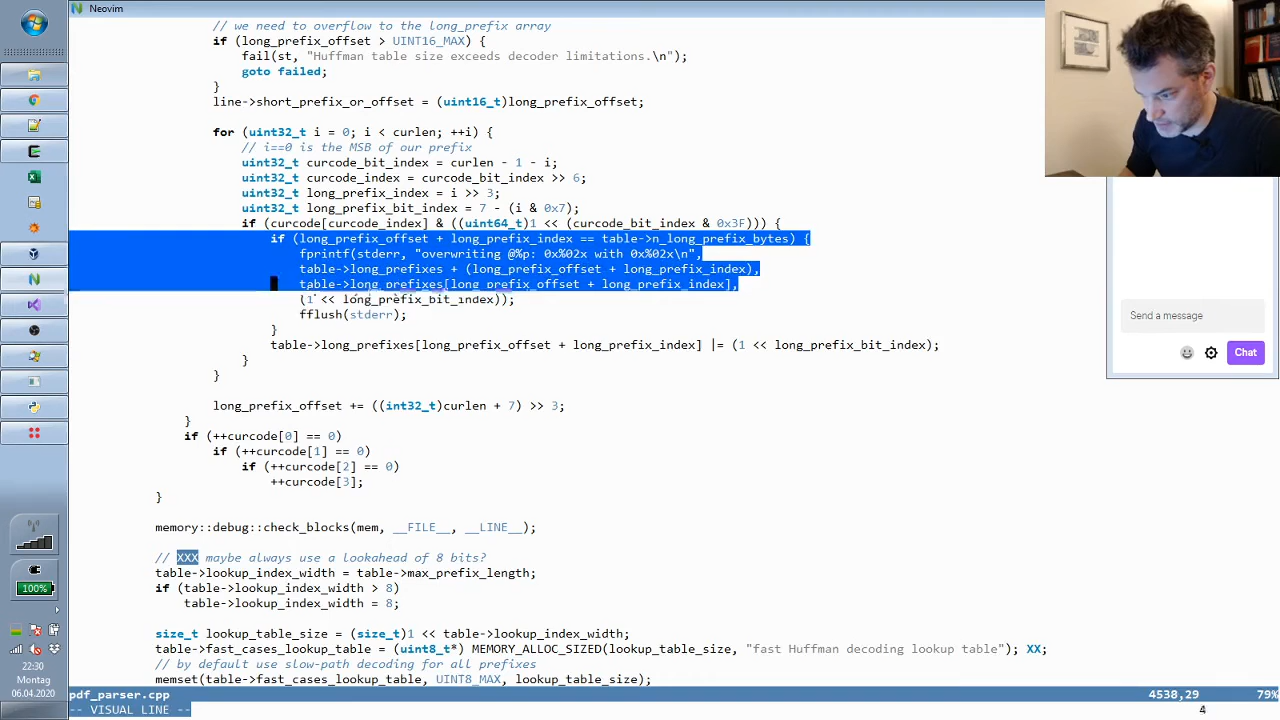 Neovim
// we need to overflow to the long_prefix array
if (long_prefix_offset > UINT16_MAX) {
fail(st, "Huffman table size exceeds decoder limitations.\n");
goto failed;
}
line->short_prefix_or_offset = (uint16_t)long_prefix_offset;
for (uint32_t i = 0; i < curlen; ++i) {
// i==0 is the MSB of our prefix
uint32_t curcode_bit_index = curlen - 1 - i;
uint32_t curcode_index = curcode_bit_index >> 6;
uint32_t long_prefix_index = i >> 3;
uint32_t long_prefix_bit_index = 7 - (i & 0x7);
if (curcode[curcode_index] & ((uint64_t)1 << (curcode_bit_index & 0x3F))) {
if (long_prefix_offset + long_prefix_index == table->n_long_prefix_bytes) {
fprintf(stderr, "overwriting @%p: 0x%02x with 0x%02x\n",
table->long_prefixes + (long_prefix_offset + long_prefix_index),
table->long_prefixes[long_prefix_offset + long_prefix_index],
(1 << long_prefix_bit_index));
fflush(stderr);
}
table->long_prefixes[long_prefix_offset + long_prefix_index] |= (1 << long_prefix_bit_index);
}
}
long_prefix_offset += ((int32_t)curlen + 7) >> 3;
}
if (++curcode[0] == 0)
if (++curcode[1] == 0)
if (++curcode[2] == 0)
++curcode[3];
}
memory::debug::check_blocks(mem, __FILE__, __LINE__);
// XXX maybe always use a lookahead of 8 bits?
table->lookup_index_width = table->max_prefix_length;
if (table->lookup_index_width > 8)
table->lookup_index_width = 8;
size_t lookup_table_size = (size_t)1 << table->lookup_index_width;
table->fast_cases_lookup_table = (uint8_t*) MEMORY_ALLOC_SIZED(lookup_table_size, "fast Huffman decoding lookup table"); XX;
// by default use slow-path decoding for all prefixes
memset(table->fast_cases_lookup_table, UINT8_MAX, lookup_table_size);
pdf_parser.cpp 4538,29 79%
-- VISUAL LINE -- 4
Send a message
Chat
100%
22:30
Montag
06.04.2020